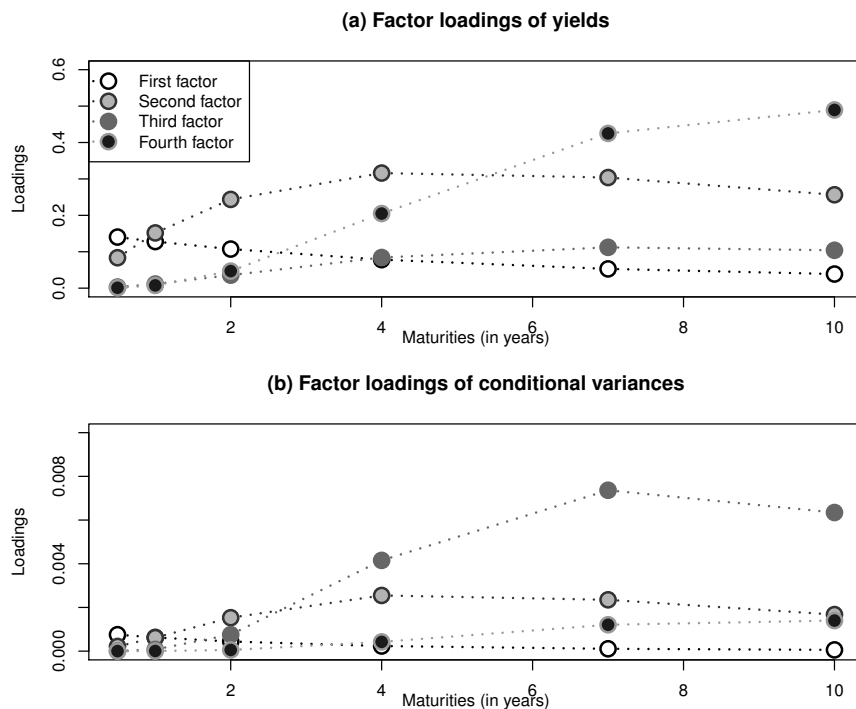 (a) Factor loadings of yields
0.6
0.4
0.2
0.0
Loadings
First factor
Second factor
Third factor
Fourth factor
2 4 6 8 10
Maturities (in years)
(b) Factor loadings of conditional variances
0.008
0.004
0.000
Loadings
2 4 6 8 10
Maturities (in years)